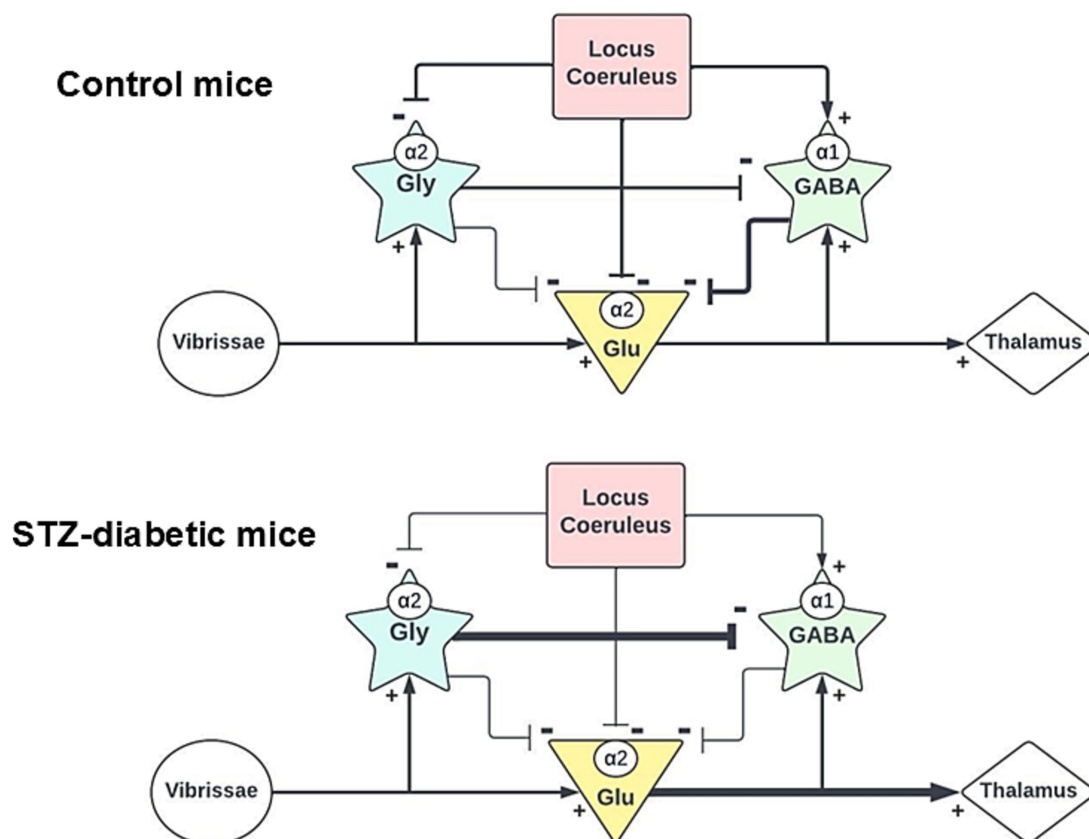 Control mice
Locus
Coeruleus
-
+
α2
Gly
α1
GABA
-
+
+
-
-
-
α2
Glu
Vibrissae
+
+
Thalamus
STZ-diabetic mice
Locus
Coeruleus
-
+
α2
Gly
α1
GABA
-
+
+
-
-
-
α2
Glu
Vibrissae
+
+
Thalamus